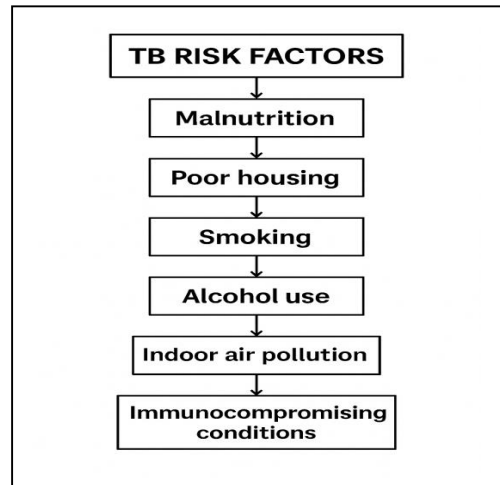 TB RISK FACTORS
Malnutrition
Poor housing
Smoking
Alcohol use
Indoor air pollution
Immunocompromising
conditions